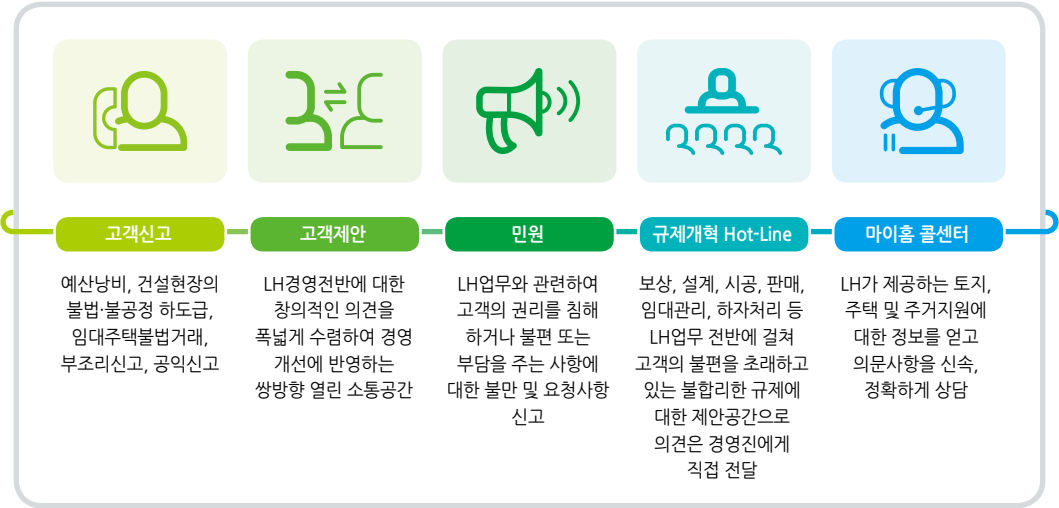 고객신고
예산낭비, 건설현장의
불법·불공정 하도급,
임대주택불법거래,
부조리신고, 공익신고
고객제안
LH경영전반에 대한
창의적인 의견을
폭넓게 수렴하여 경영
개선에 반영하는
쌍방향 열린 소통공간
민원
LH업무와 관련하여
고객의 권리를 침해
하거나 불편 또는
부담을 주는 사항에
대한 불만 및 요청사항
신고
규제개혁 Hot-Line
보상, 설계, 시공, 판매,
임대관리, 하자처리 등
LH업무 전반에 걸쳐
고객의 불편을 초래하고
있는 불합리한 규제에
대한 제안공간으로
의견은 경영진에게
직접 전달
마이홈 콜센터
LH가 제공하는 토지,
주택 및 주거지원에
대한 정보를 얻고
의문사항을 신속,
정확하게 상담